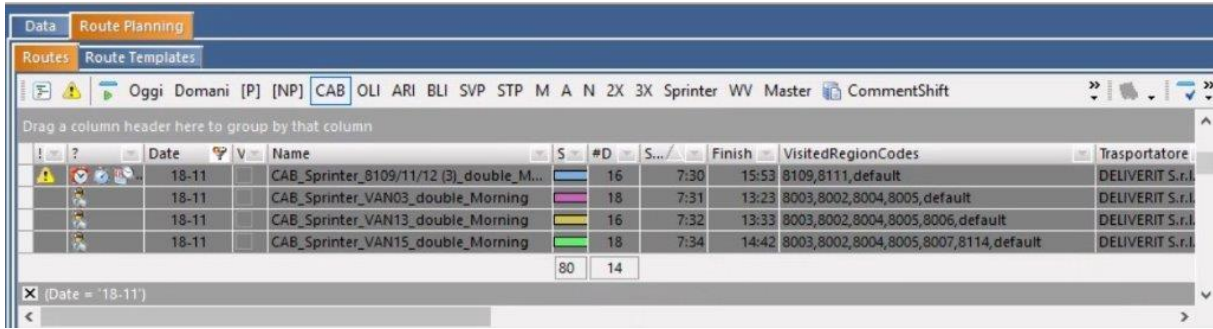 Data Route Planning
Routes Route Templates
Oggi Domani [P] [NP] CAB OLI ARI BLI SVP STP M A N 2X 3X Sprinter WV Master CommentShift
Drag a column header here to group by that column
! ? Date V Name S #D S... Finish VisitedRegionCodes Trasportatore
18-11 CAB_Sprinter_8109/11/12 (3)_double_M... 16 7:30 15:53 8109,8111,default DELIVERIT S.r.l.
18-11 CAB_Sprinter_VAN03_double_Morning 18 7:31 13:23 8003,8002,8004,8005,default DELIVERIT S.r.l.
18-11 CAB_Sprinter_VAN13_double_Morning 16 7:32 13:33 8003,8002,8004,8005,8006,default DELIVERIT S.r.l.
18-11 CAB_Sprinter_VAN15_double_Morning 18 7:34 14:42 8003,8002,8004,8005,8007,8114,default DELIVERIT S.r.l.
80 14
(Date = '18-11')